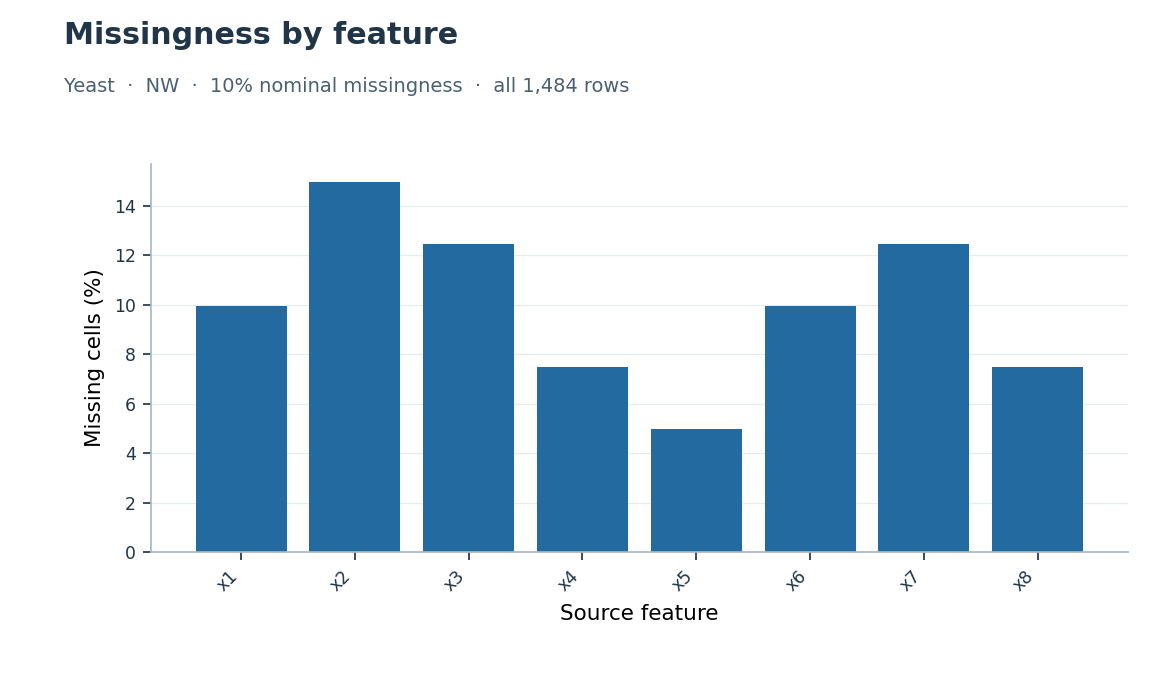 Missingness by feature
Yeast · NW · 10% nominal missingness · all 1,484 rows
14
12
10
8
6
4
2
0
Missing cells (%)
x1 x2 x3 x4 x5 x6 x7 x8
Source feature